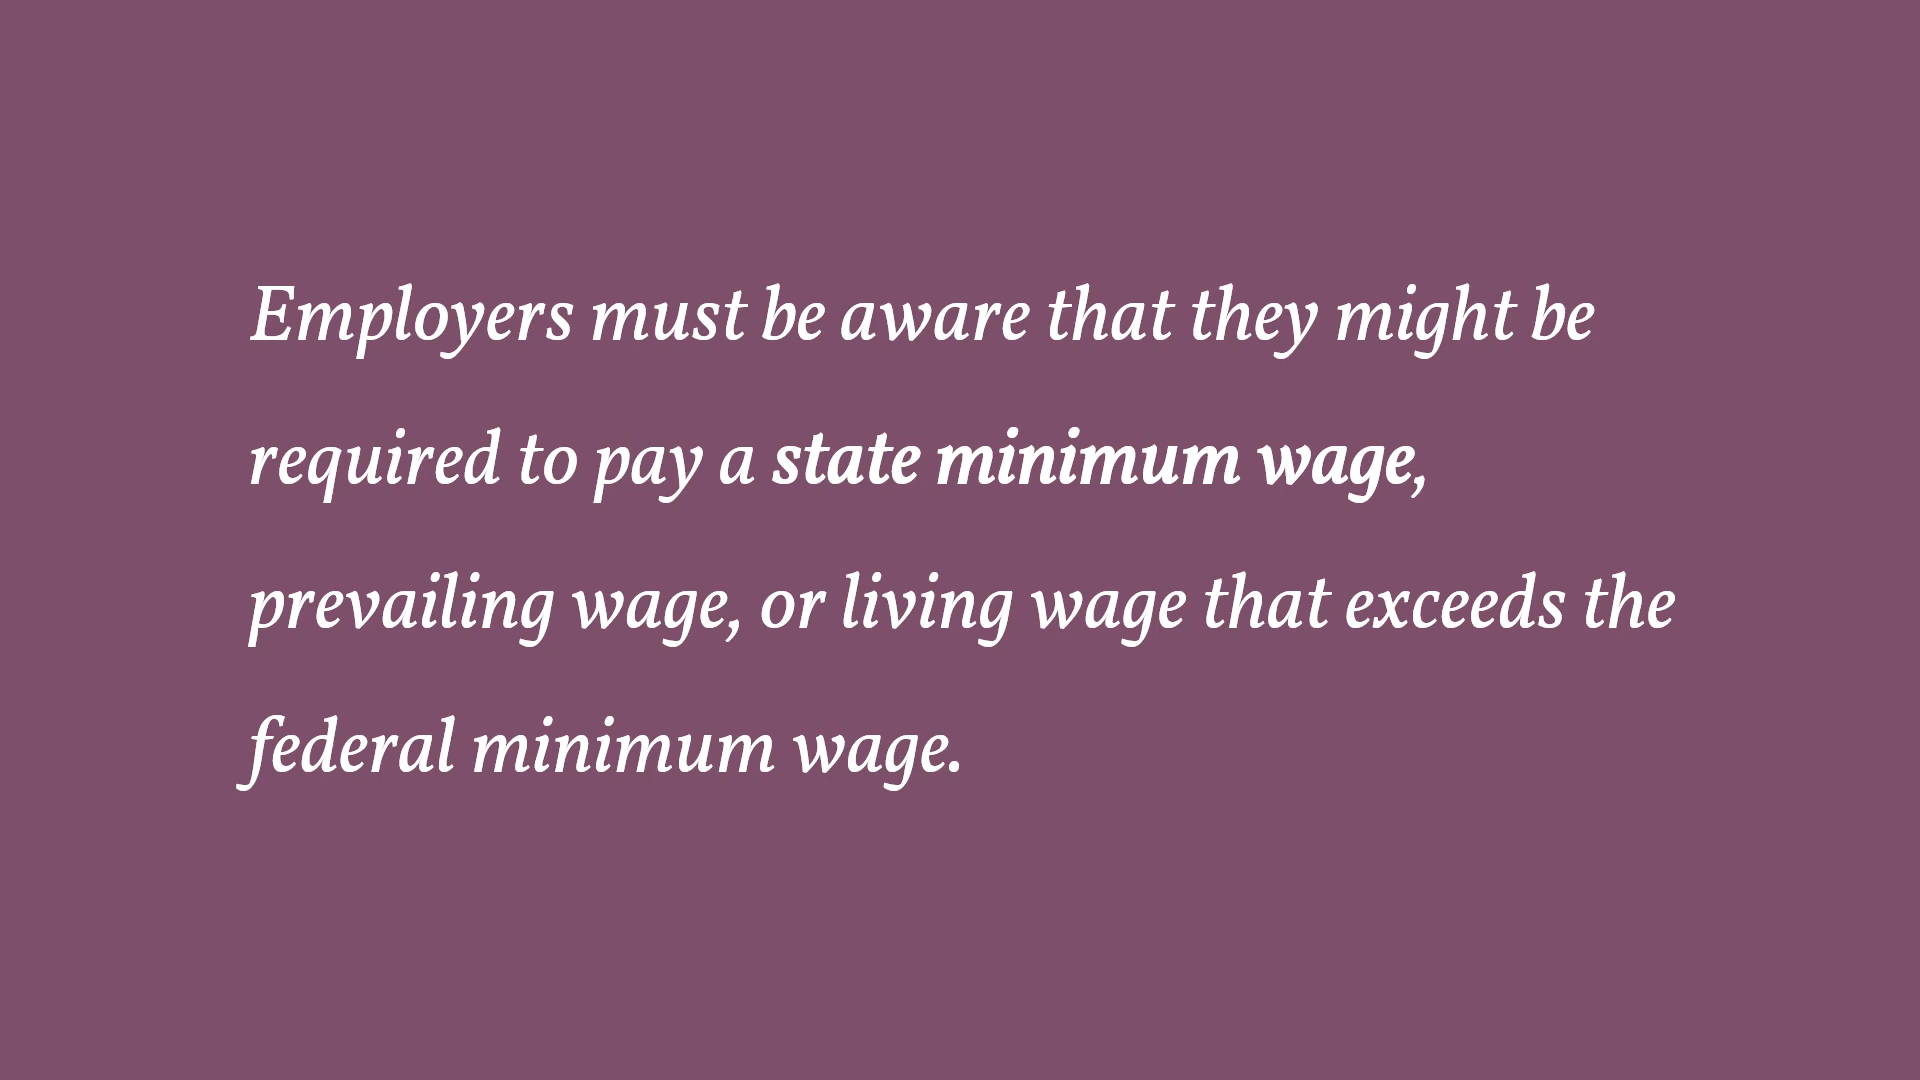 Employers must be aware that they might be
required to pay a state minimum wage,
prevailing wage, or living wage that exceeds the
federal minimum wage.